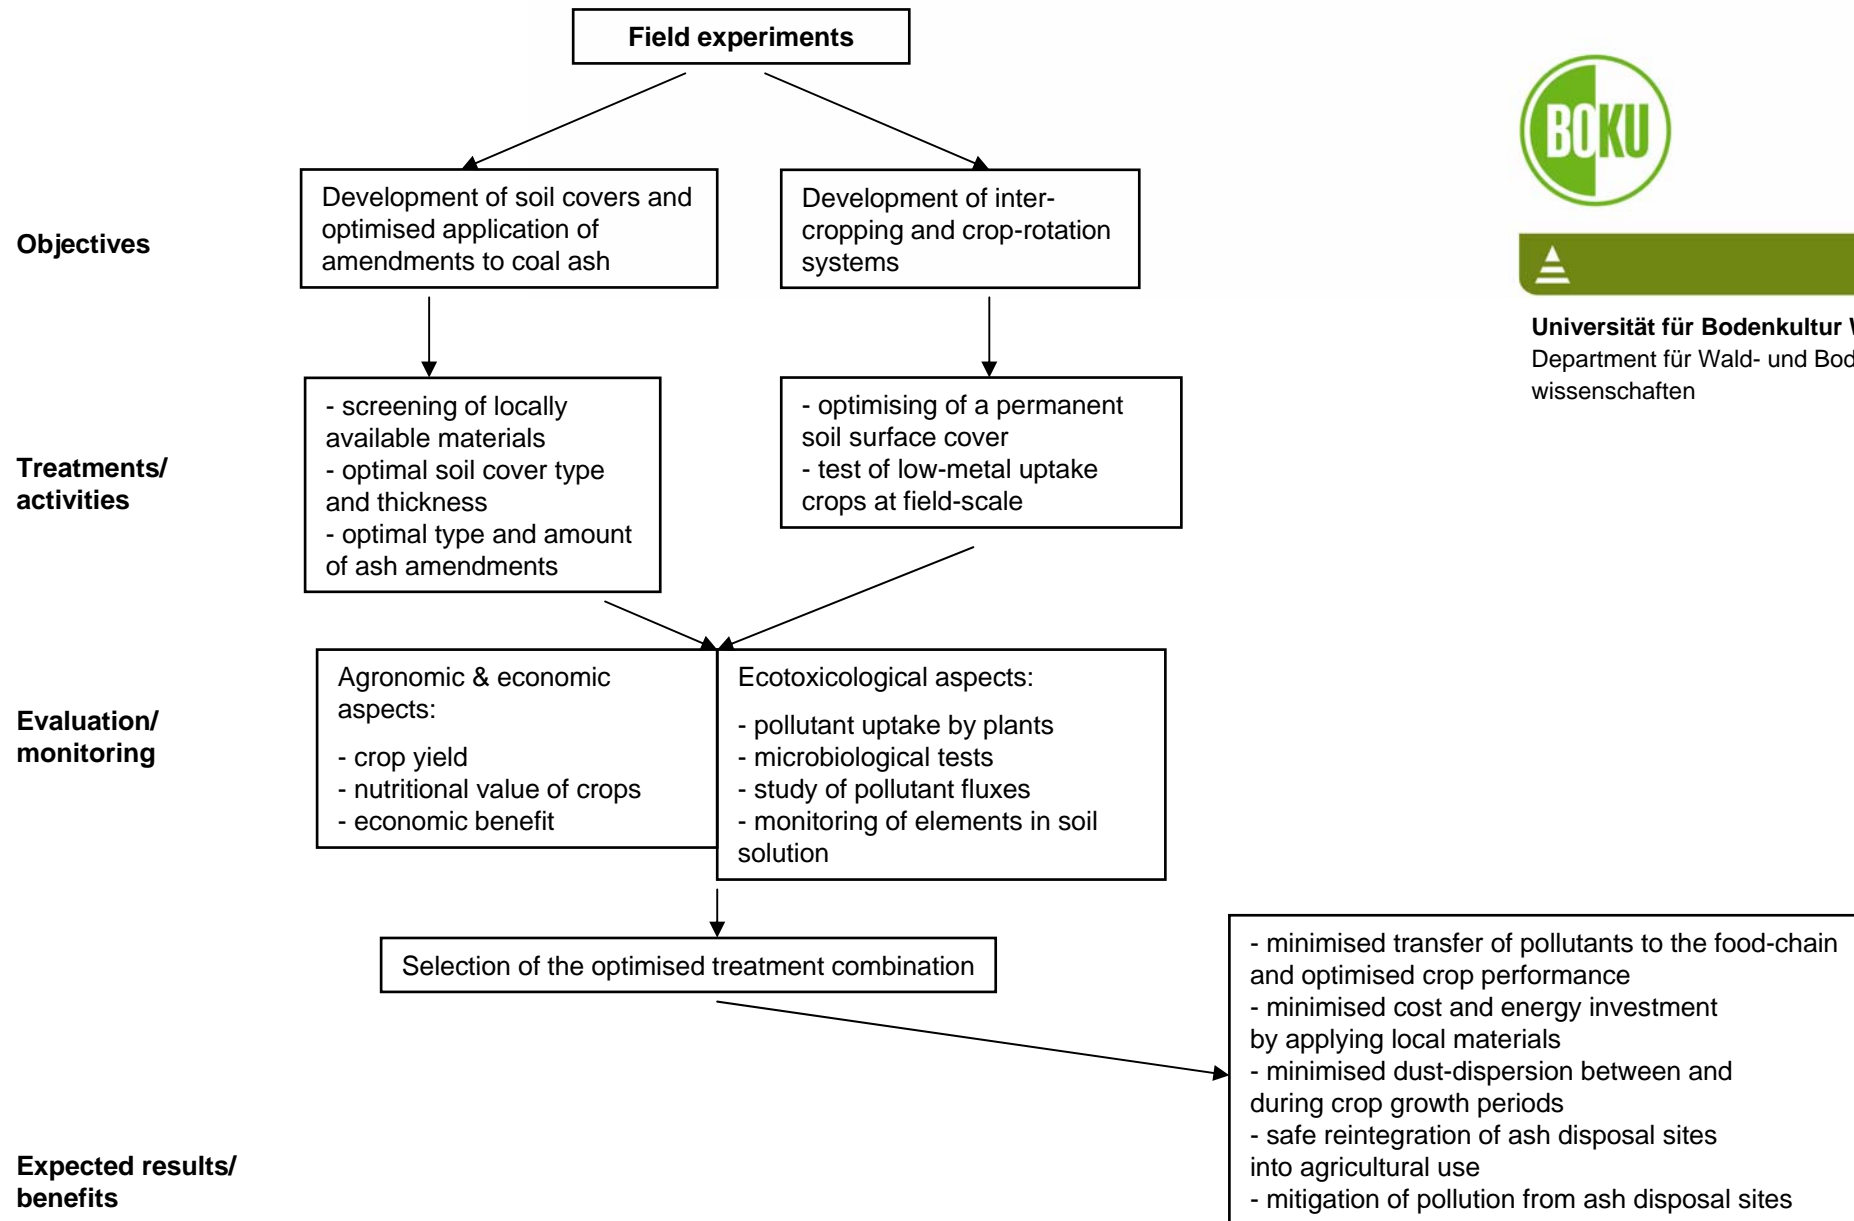 Field experiments
BOKU
Objectives
Development of soil covers and
optimised application of
amendments to coal ash
Development of inter-
cropping and crop-rotation
systems
Universität für Bodenkultur
Department für Wald- und Bod
wissenschaften
Treatments/
activities
- screening of locally
available materials
- optimal soil cover type
and thickness
- optimal type and amount
of ash amendments
- optimising of a permanent
soil surface cover
- test of low-metal uptake
crops at field-scale
Evaluation/
monitoring
Agronomic & economic
aspects:
- crop yield
- nutritional value of crops
- economic benefit
Ecotoxicological aspects:
- pollutant uptake by plants
- microbiological tests
- study of pollutant fluxes
- monitoring of elements in soil
solution
Selection of the optimised treatment combination
Expected results/
benefits
- minimised transfer of pollutants to the food-chain
and optimised crop performance
- minimised cost and energy investment
by applying local materials
- minimised dust-dispersion between and
during crop growth periods
- safe reintegration of ash disposal sites
into agricultural use
- mitigation of pollution from ash disposal sites